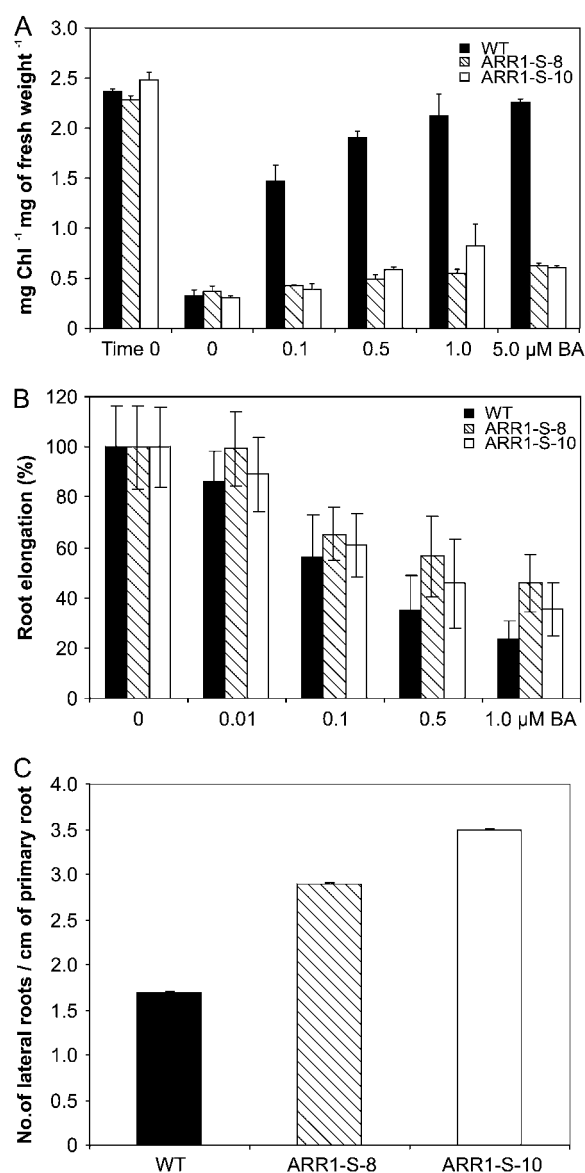 A
mg Chl ⁻¹ mg of fresh weight ⁻¹
3.0
2.5
2.0
1.5
1.0
0.5
0
WT
ARR1-S-8
ARR1-S-10
Time 0 0 0.1 0.5 1.0 5.0 µM BA
B
Root elongation (%)
120
100
80
60
40
20
0
WT
ARR1-S-8
ARR1-S-10
0 0.01 0.1 0.5 1.0 µM BA
C
No.of lateral roots / cm of primary root
4.0
3.5
3.0
2.5
2.0
1.5
1.0
0.5
0
WT ARR1-S-8 ARR1-S-10